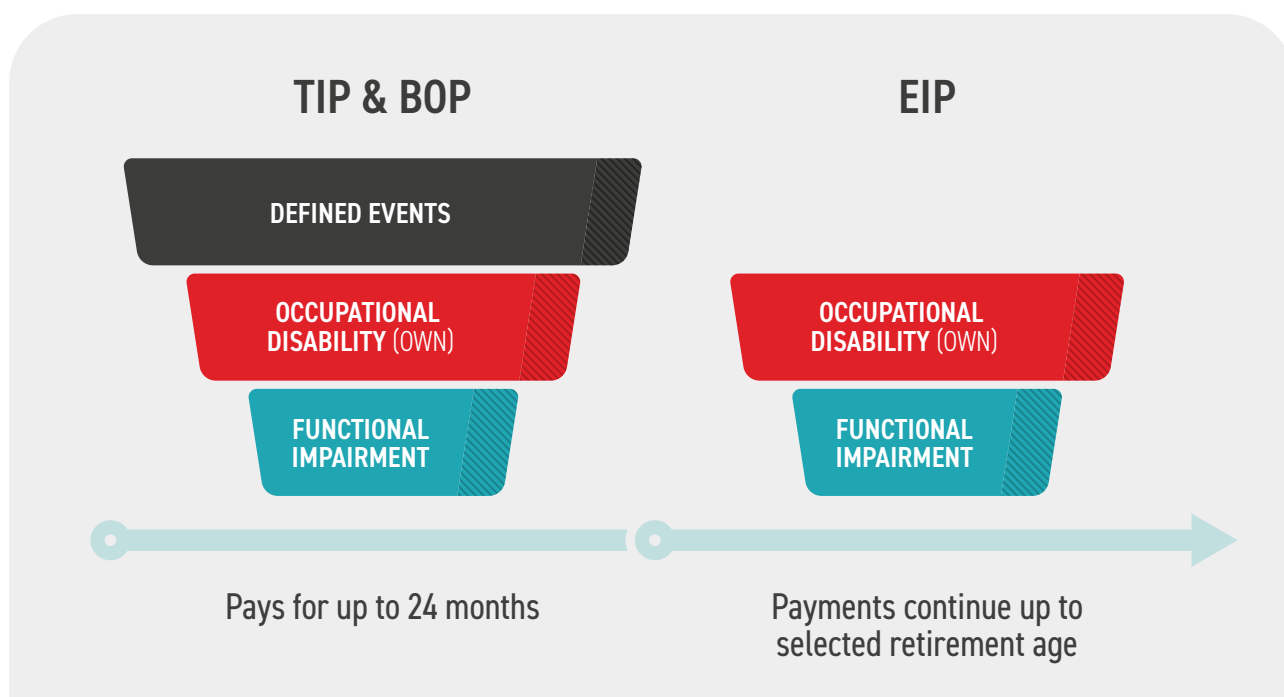 TIP & BOP
DEFINED EVENTS
OCCUPATIONAL
DISABILITY (OWN)
FUNCTIONAL
IMPAIRMENT
Pays for up to 24 months
EIP
OCCUPATIONAL
DISABILITY (OWN)
FUNCTIONAL
IMPAIRMENT
Payments continue up to
selected retirement age